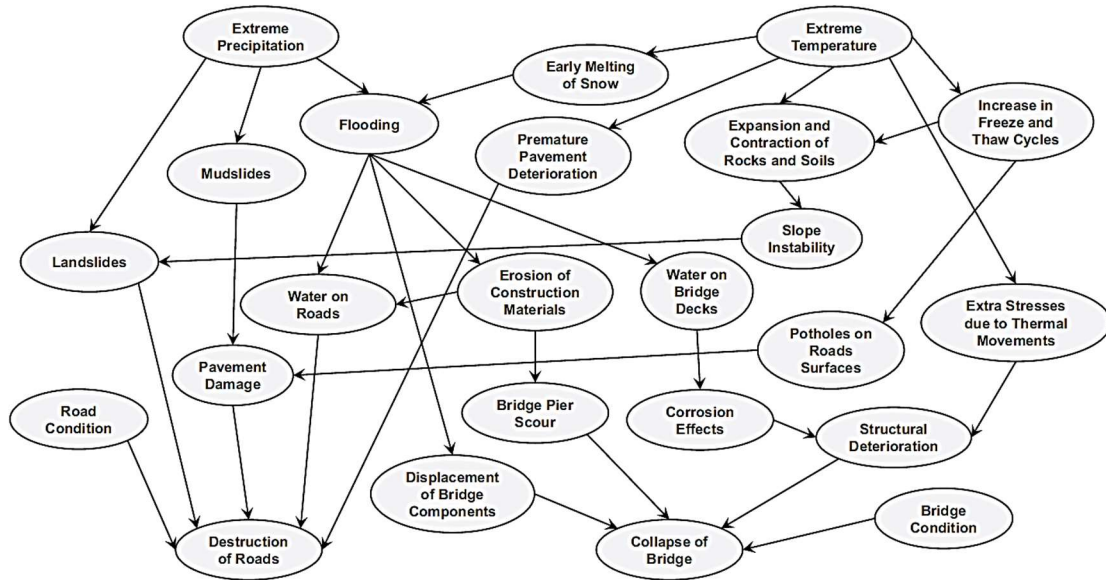 Extreme
Precipitation
Extreme
Temperature
Early Melting
of Snow
Flooding
Premature
Pavement
Deterioration
Expansion and
Contraction of
Rocks and Soils
Increase in
Freeze and
Thaw Cycles
Mudslides
Landslides
Slope
Instability
Water on
Roads
Erosion of
Construction
Materials
Water on
Bridge
Decks
Extra Stresses
due to Thermal
Movements
Pavement
Damage
Potholes on
Roads
Surfaces
Road
Condition
Bridge Pier
Scour
Corrosion
Effects
Structural
Deterioration
Displacement
of Bridge
Components
Bridge
Condition
Destruction
of Roads
Collapse of
Bridge